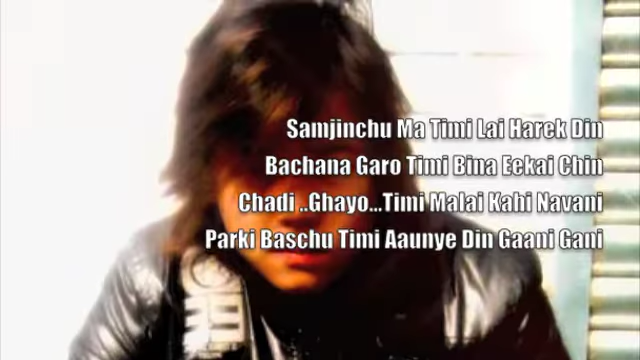 Samjinchu Ma Timi Lai Harek Din
Bachana Garo Timi Bina Eekai Chin
Chadi ..Ghayo...Timi Malai Kahi Navani
Parki Baschu Timi Aaunye Din Gaani Gani